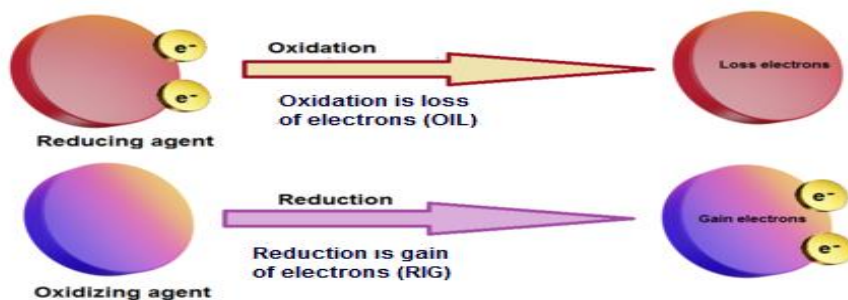 e-
e-
Oxidation
Oxidation is loss
of electrons (OIL)
Loss electrons
Reducing agent
Reduction
Reduction is gain
of electrons (RIG)
e-
Gain electrons
e-
Oxidizing agent